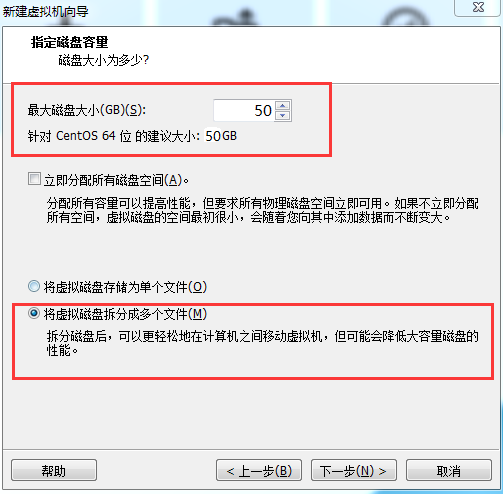 新建虚拟机向导
指定磁盘容量
磁盘大小为多少?
最大磁盘大小(GB)(S): 50
针对 CentOS 64 位 的建议大小: 50GB
立即分配所有磁盘空间(A)。
分配所有容量可以提高性能，但要求所有物理磁盘空间立即可用。如果不立即分配
所有空间，虚拟磁盘的空间最初很小，会随着您向其中添加数据而不断变大。
将虚拟磁盘存储为单个文件(O)
将虚拟磁盘拆分成多个文件(M)
拆分磁盘后，可以更轻松地在计算机之间移动虚拟机，但可能会降低大容量磁盘的
性能。
帮助 < 上一步(B) 下一步(N) > 取消